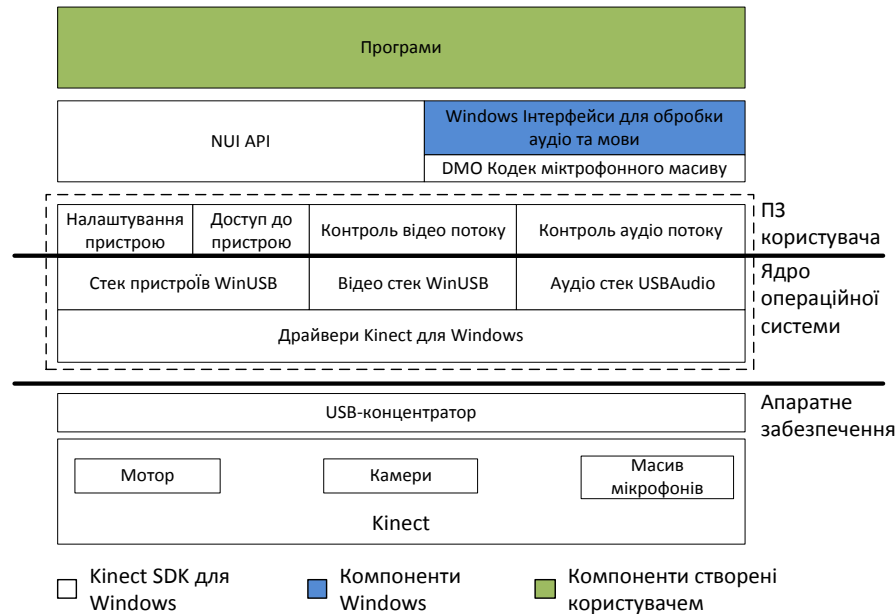 Програми
NUI API
Windows Інтерфейси для обробки
аудіо та мови
DMO Кодек міктрофонного масиву
Налаштування
пристрою
Доступ до
пристрою
Контроль відео потоку
Контроль аудіо потоку
ПЗ
користувача
Стек пристроЇв WinUSB
Відео стек WinUSB
Аудіо стек USBAudio
Ядро
операційної
системи
Драйвери Kinect для Windows
USB-концентратор
Апаратне
забезпечення
Мотор
Камери
Масив
мікрофонів
Kinect
Kinect SDK для
Windows
Компоненти
Windows
Компоненти створені
користувачем